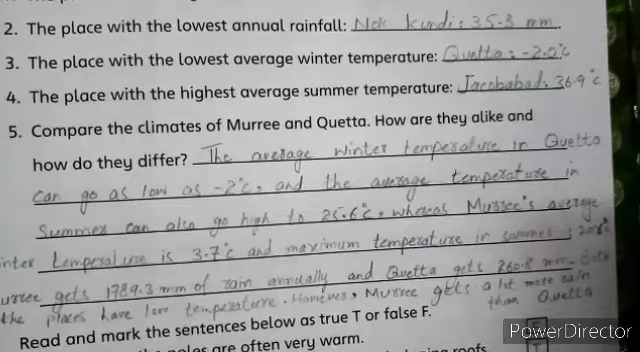 2. The place with the lowest annual rainfall: Nok kundi: 35.3 mm.
3. The place with the lowest average winter temperature: Quetta: -2.0°c
4. The place with the highest average summer temperature: Jacobabad: 36.9°c
5. Compare the climates of Murree and Quetta. How are they alike and
how do they differ? The average winter temperature in Quetta
can go as low as -2°c, and the average temperature in
Summer can also go high to 25.6°c, whereas Murree's average
temperature is 3.7°c and maximum temperature in summer is
gets 1789.3 mm of rain annually and Quetta gets 260.8 mm.
the places have low temperature. However, Murree gets a lot more rain
than Quetta
Read and mark the sentences below as true T or false F.
poles are often very warm.
roofs
PowerDirector